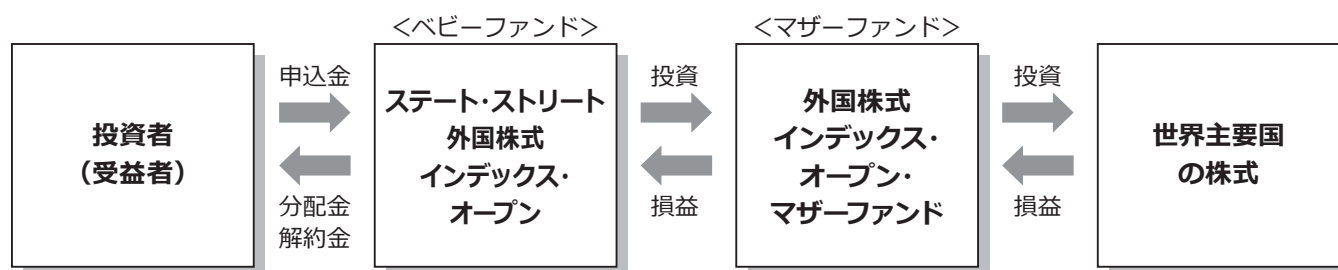 <ベビーファンド>
<マザーファンド>
投資者
(受益者)
申込金
分配金
解約金
ステート・ストリート
外国株式
インデックス・
オープン
投資
損益
外国株式
インデックス・
オープン・
マザーファンド
投資
損益
世界主要国
の株式